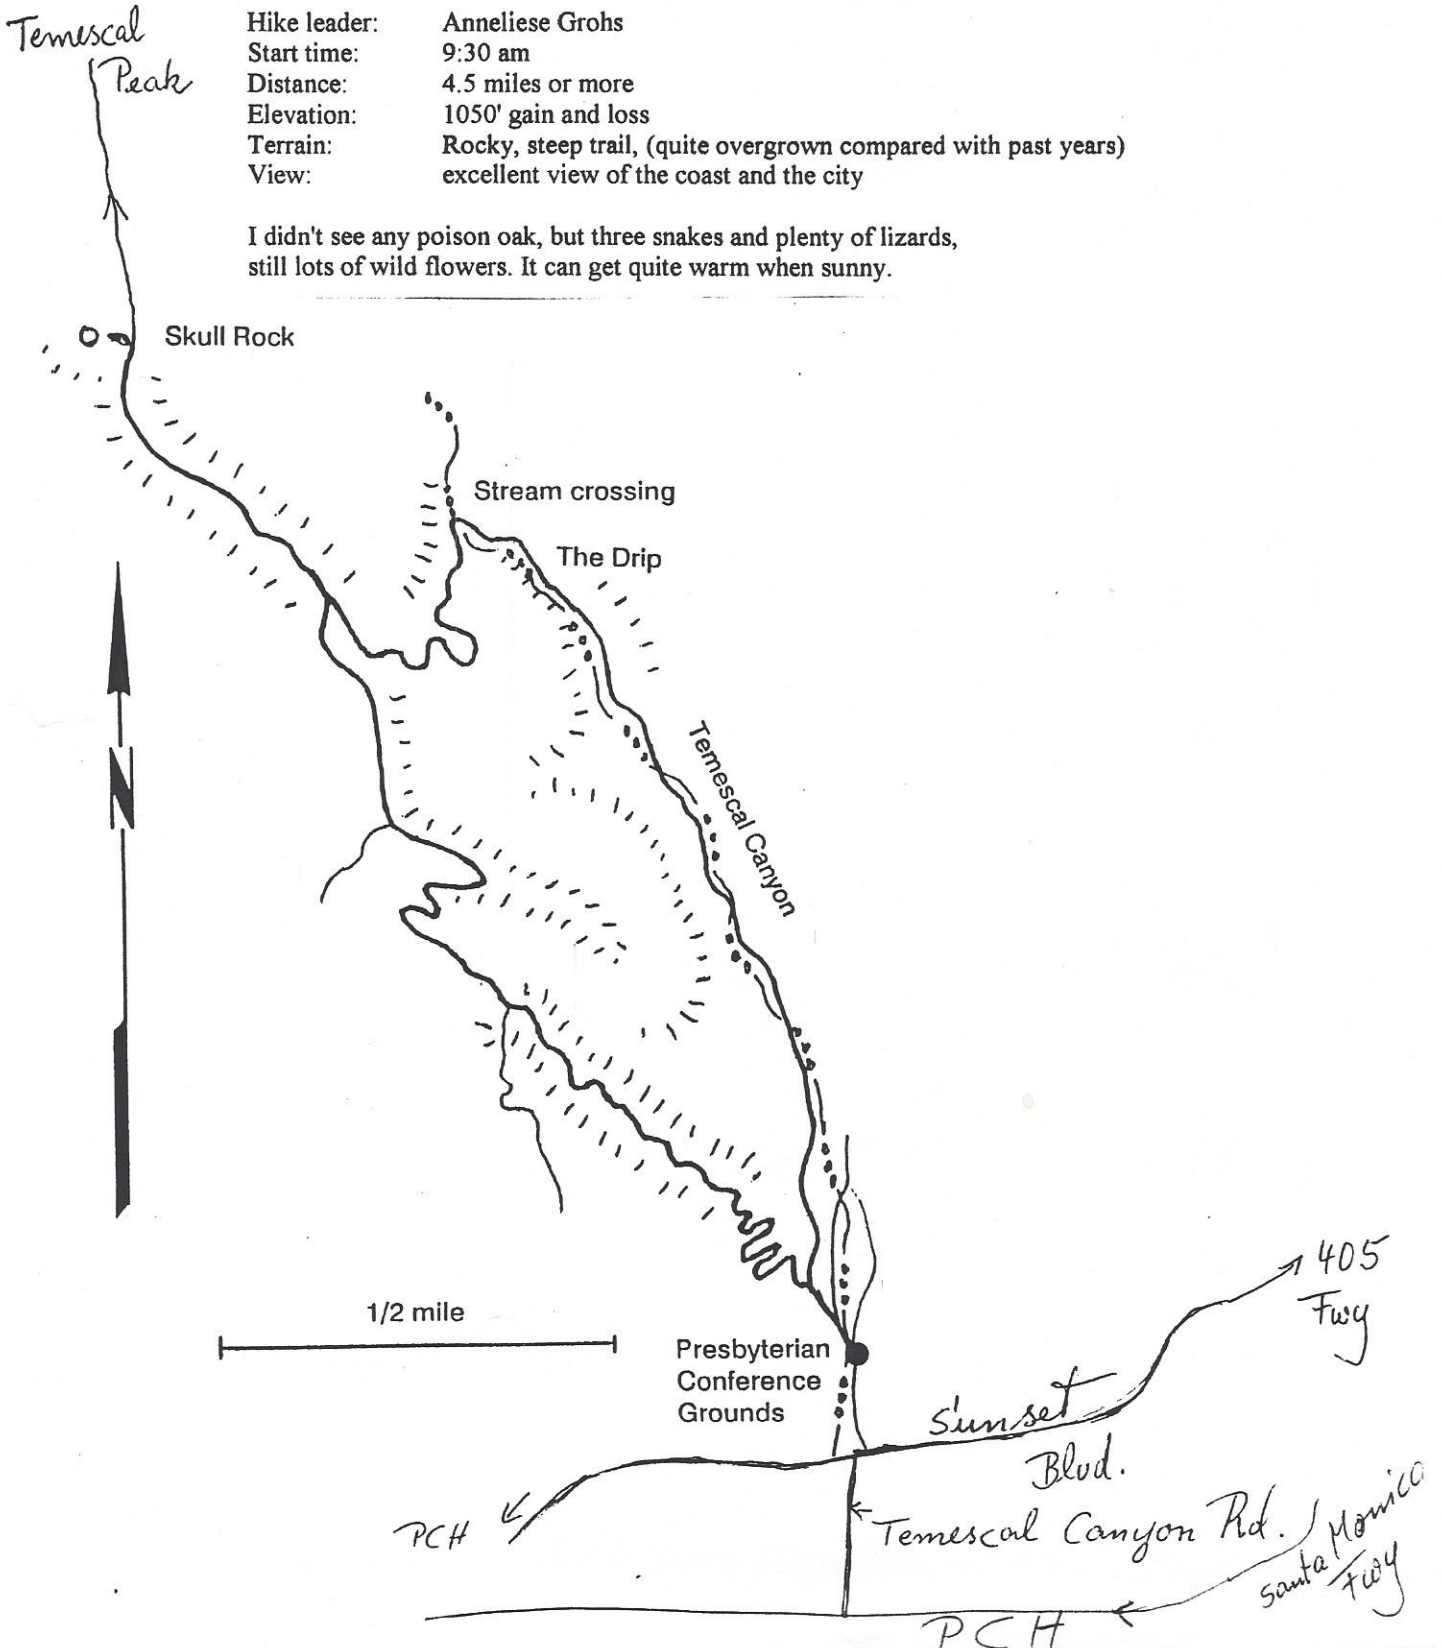 Temescal
Peak
Hike leader: Anneliese Grohs
Start time: 9:30 am
Distance: 4.5 miles or more
Elevation: 1050' gain and loss
Terrain: Rocky, steep trail, (quite overgrown compared with past years)
View: excellent view of the coast and the city
I didn't see any poison oak, but three snakes and plenty of lizards,
still lots of wild flowers. It can get quite warm when sunny.
Skull Rock
Stream crossing
The Drip
Temescal Canyon
N
1/2 mile
Presbyterian
Conference
Grounds
405
Fwy
Sunset
Blvd.
PCH
Temescal Canyon Rd.
Santa Monica
Fwy
PCH